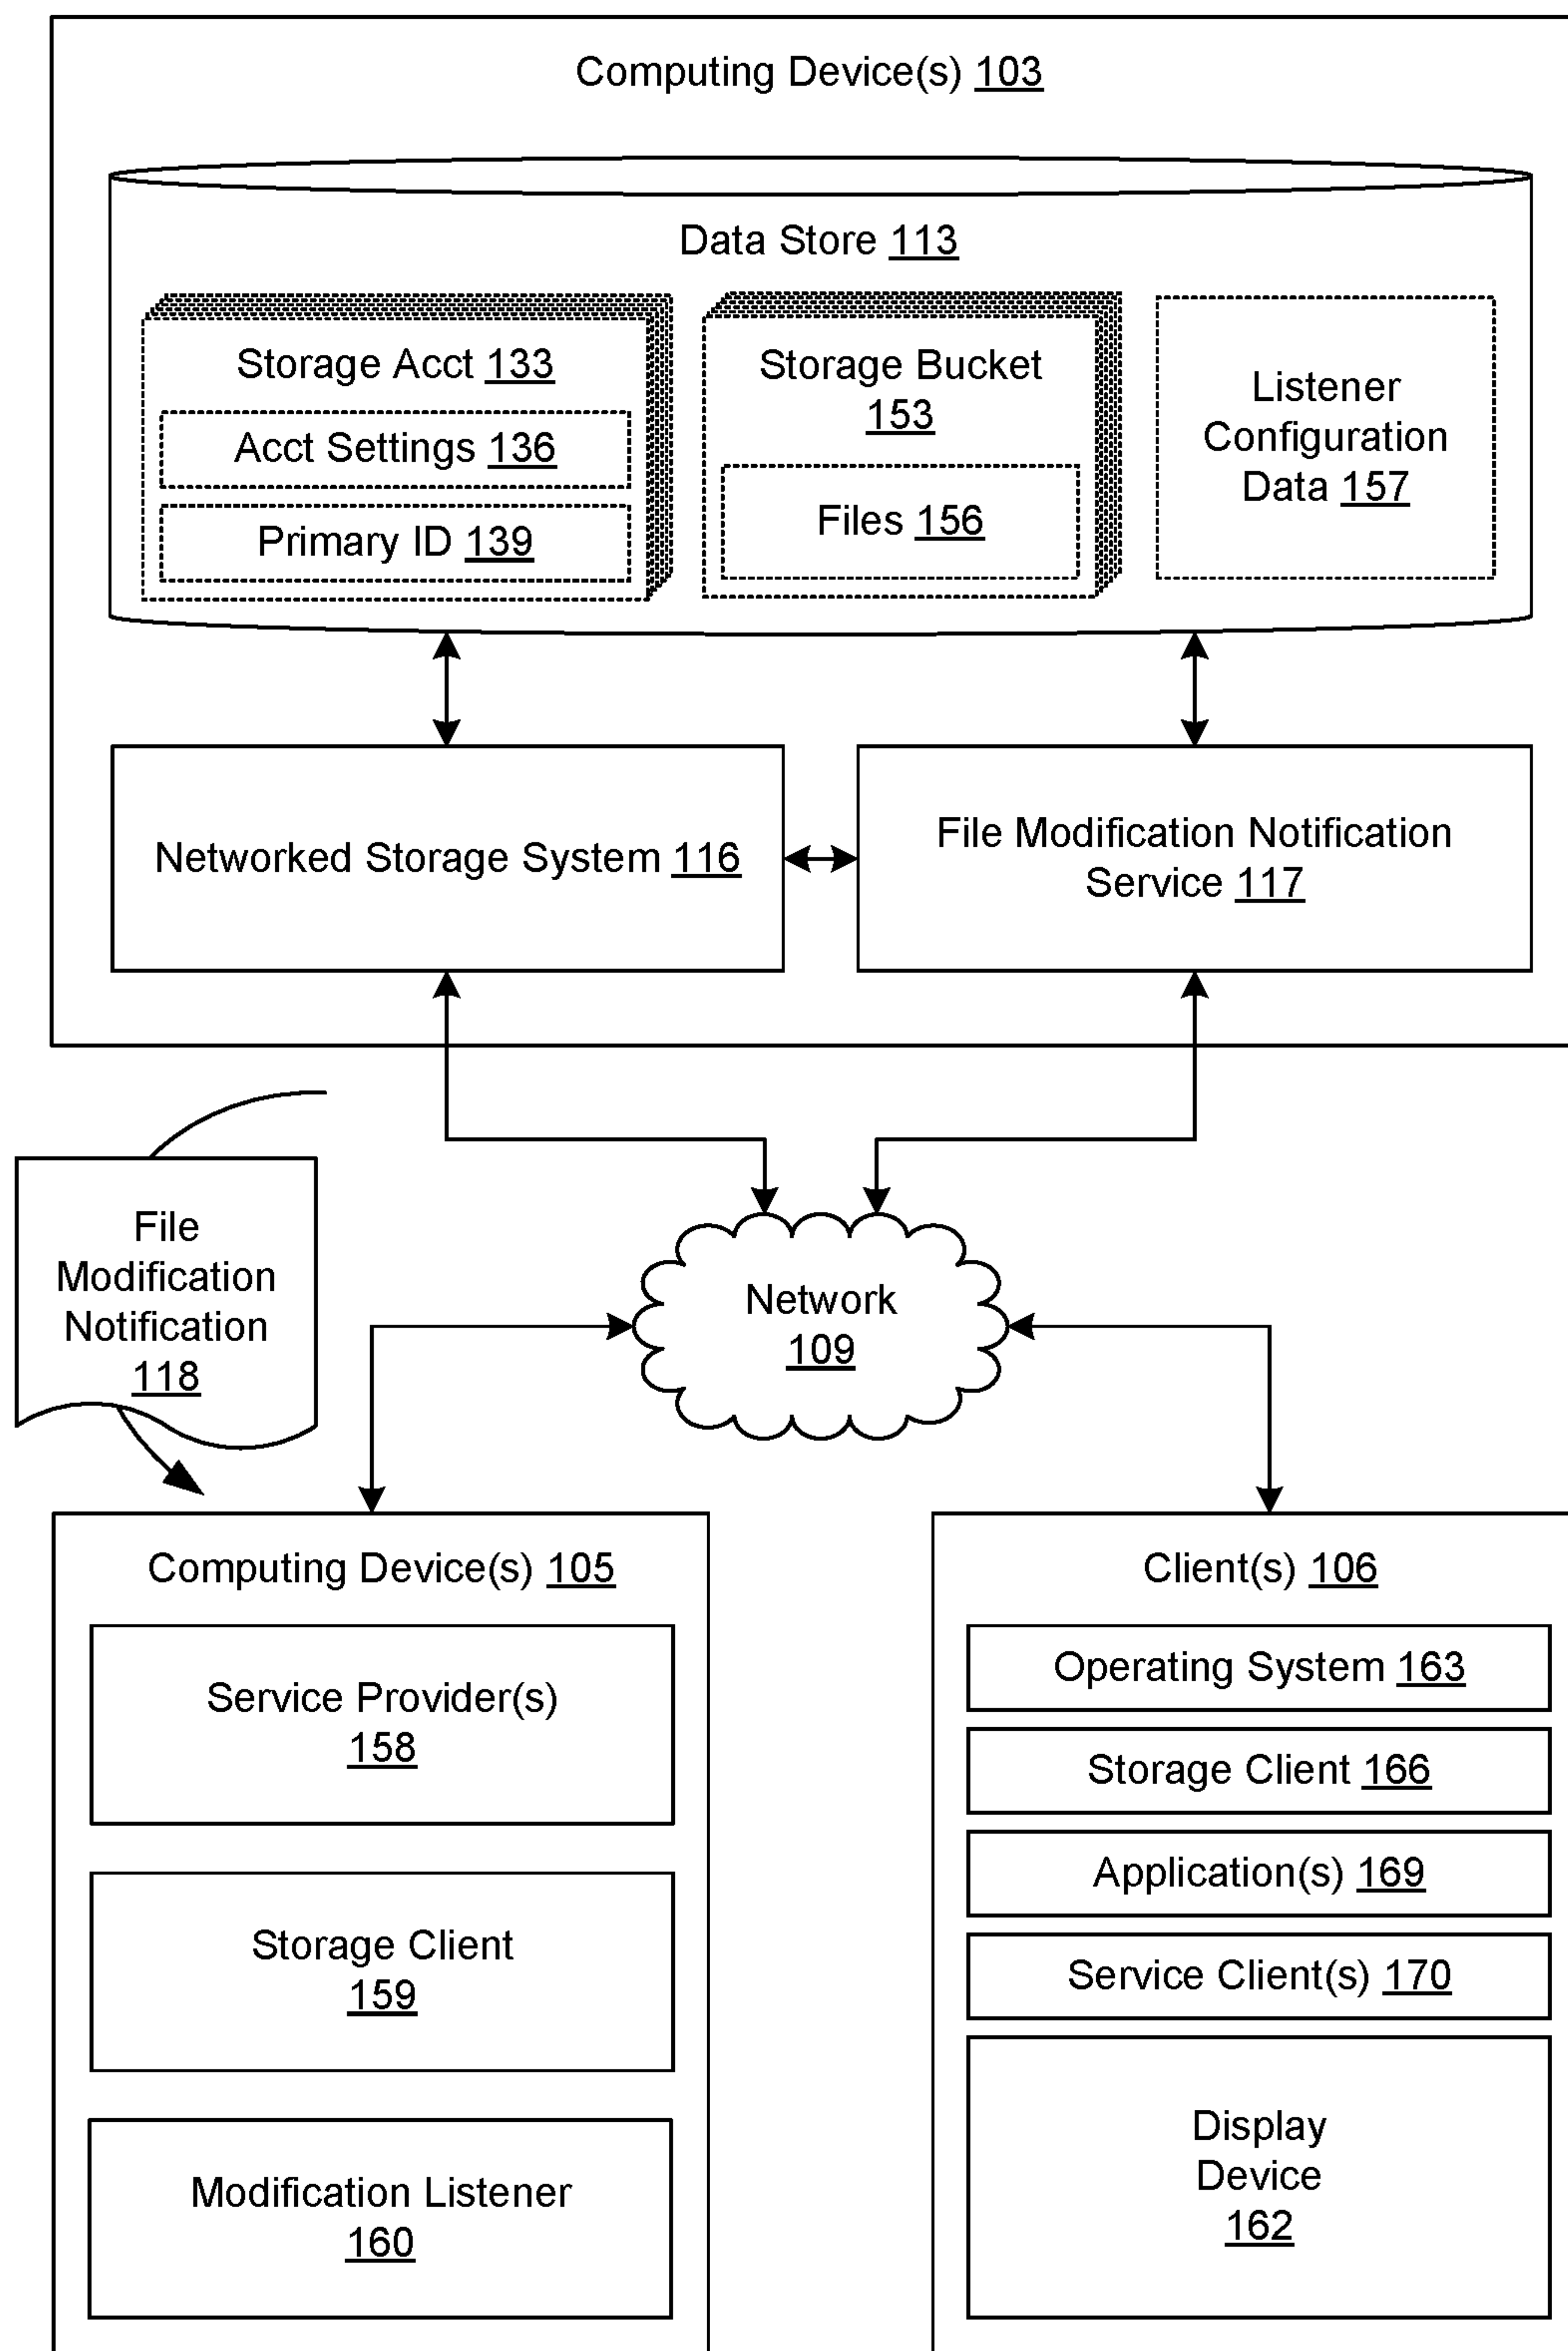 Computing Device(s) 103
Data Store 113
Storage Acct 133
Acct Settings 136
Primary ID 139
Storage Bucket
153
Files 156
Listener
Configuration
Data 157
Networked Storage System 116
File Modification Notification
Service 117
File
Modification
Notification
118
Network
109
Computing Device(s) 105
Service Provider(s)
158
Storage Client
159
Modification Listener
160
Client(s) 106
Operating System 163
Storage Client 166
Application(s) 169
Service Client(s) 170
Display
Device
162